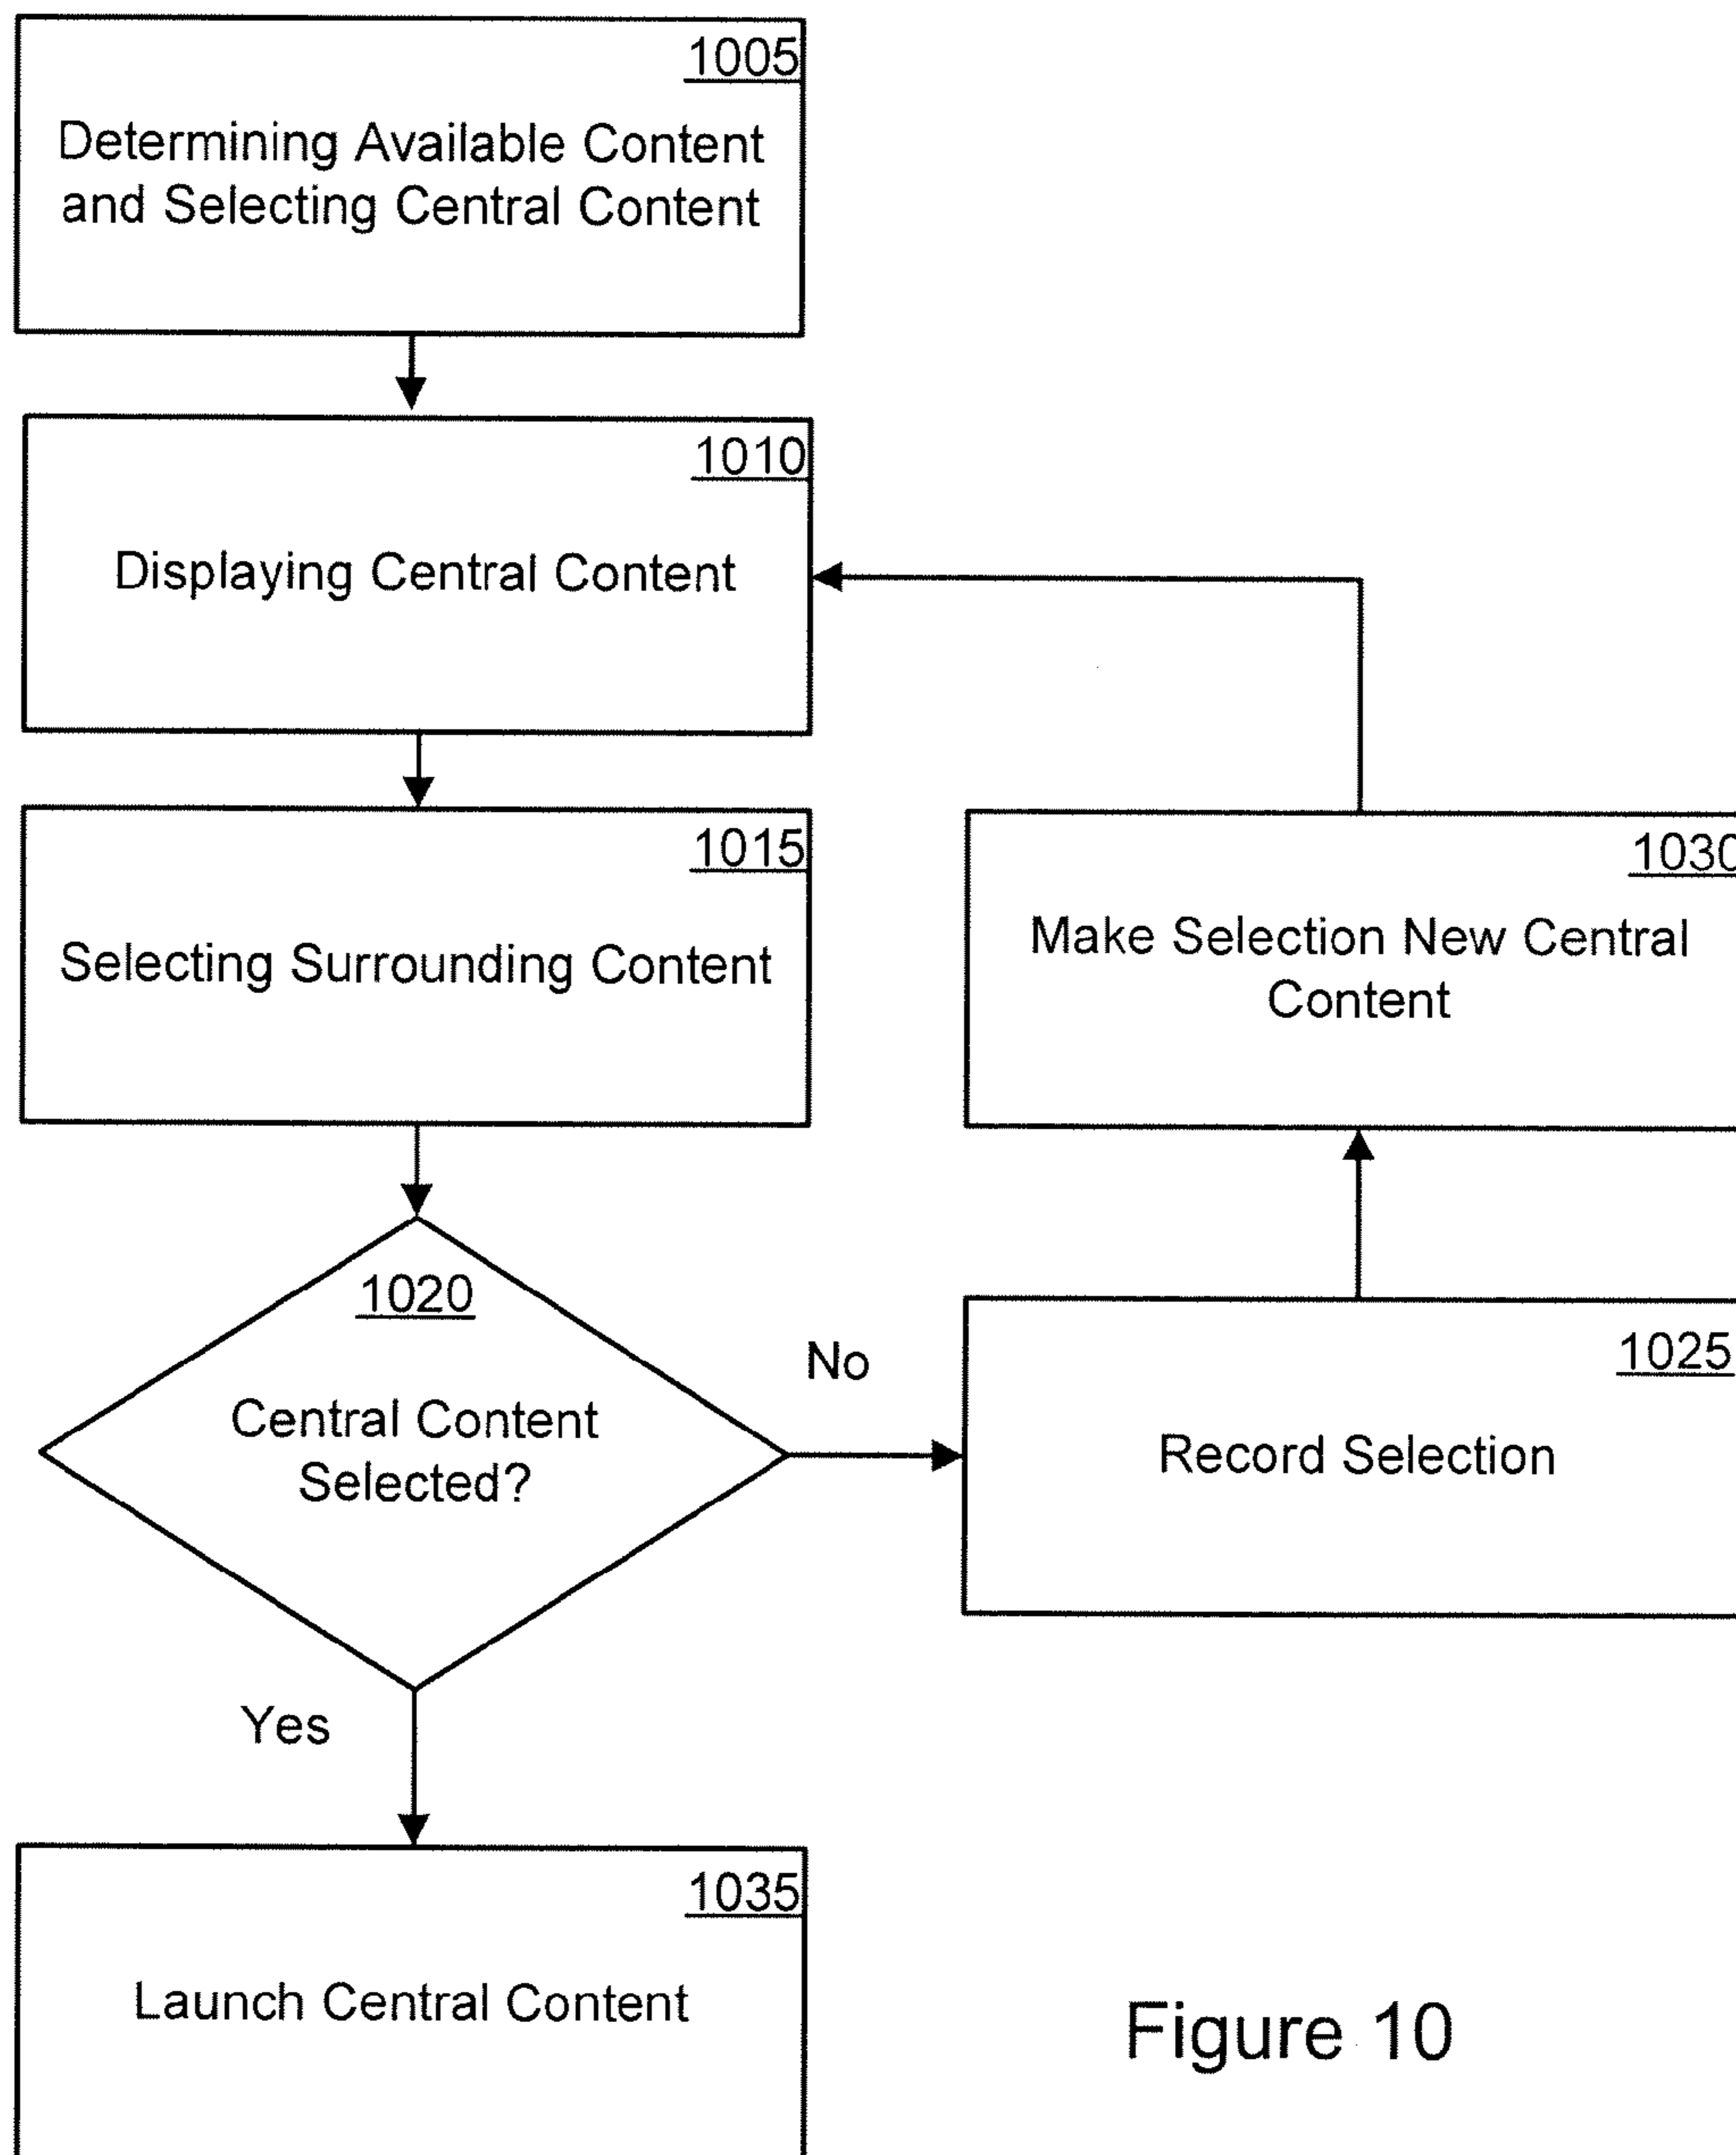 1005
Determining Available Content
and Selecting Central Content
1010
Displaying Central Content
1015
Selecting Surrounding Content
1030
Make Selection New Central
Content
1020
Central Content
Selected?
No
1025
Record Selection
Yes
1035
Launch Central Content
Figure 10